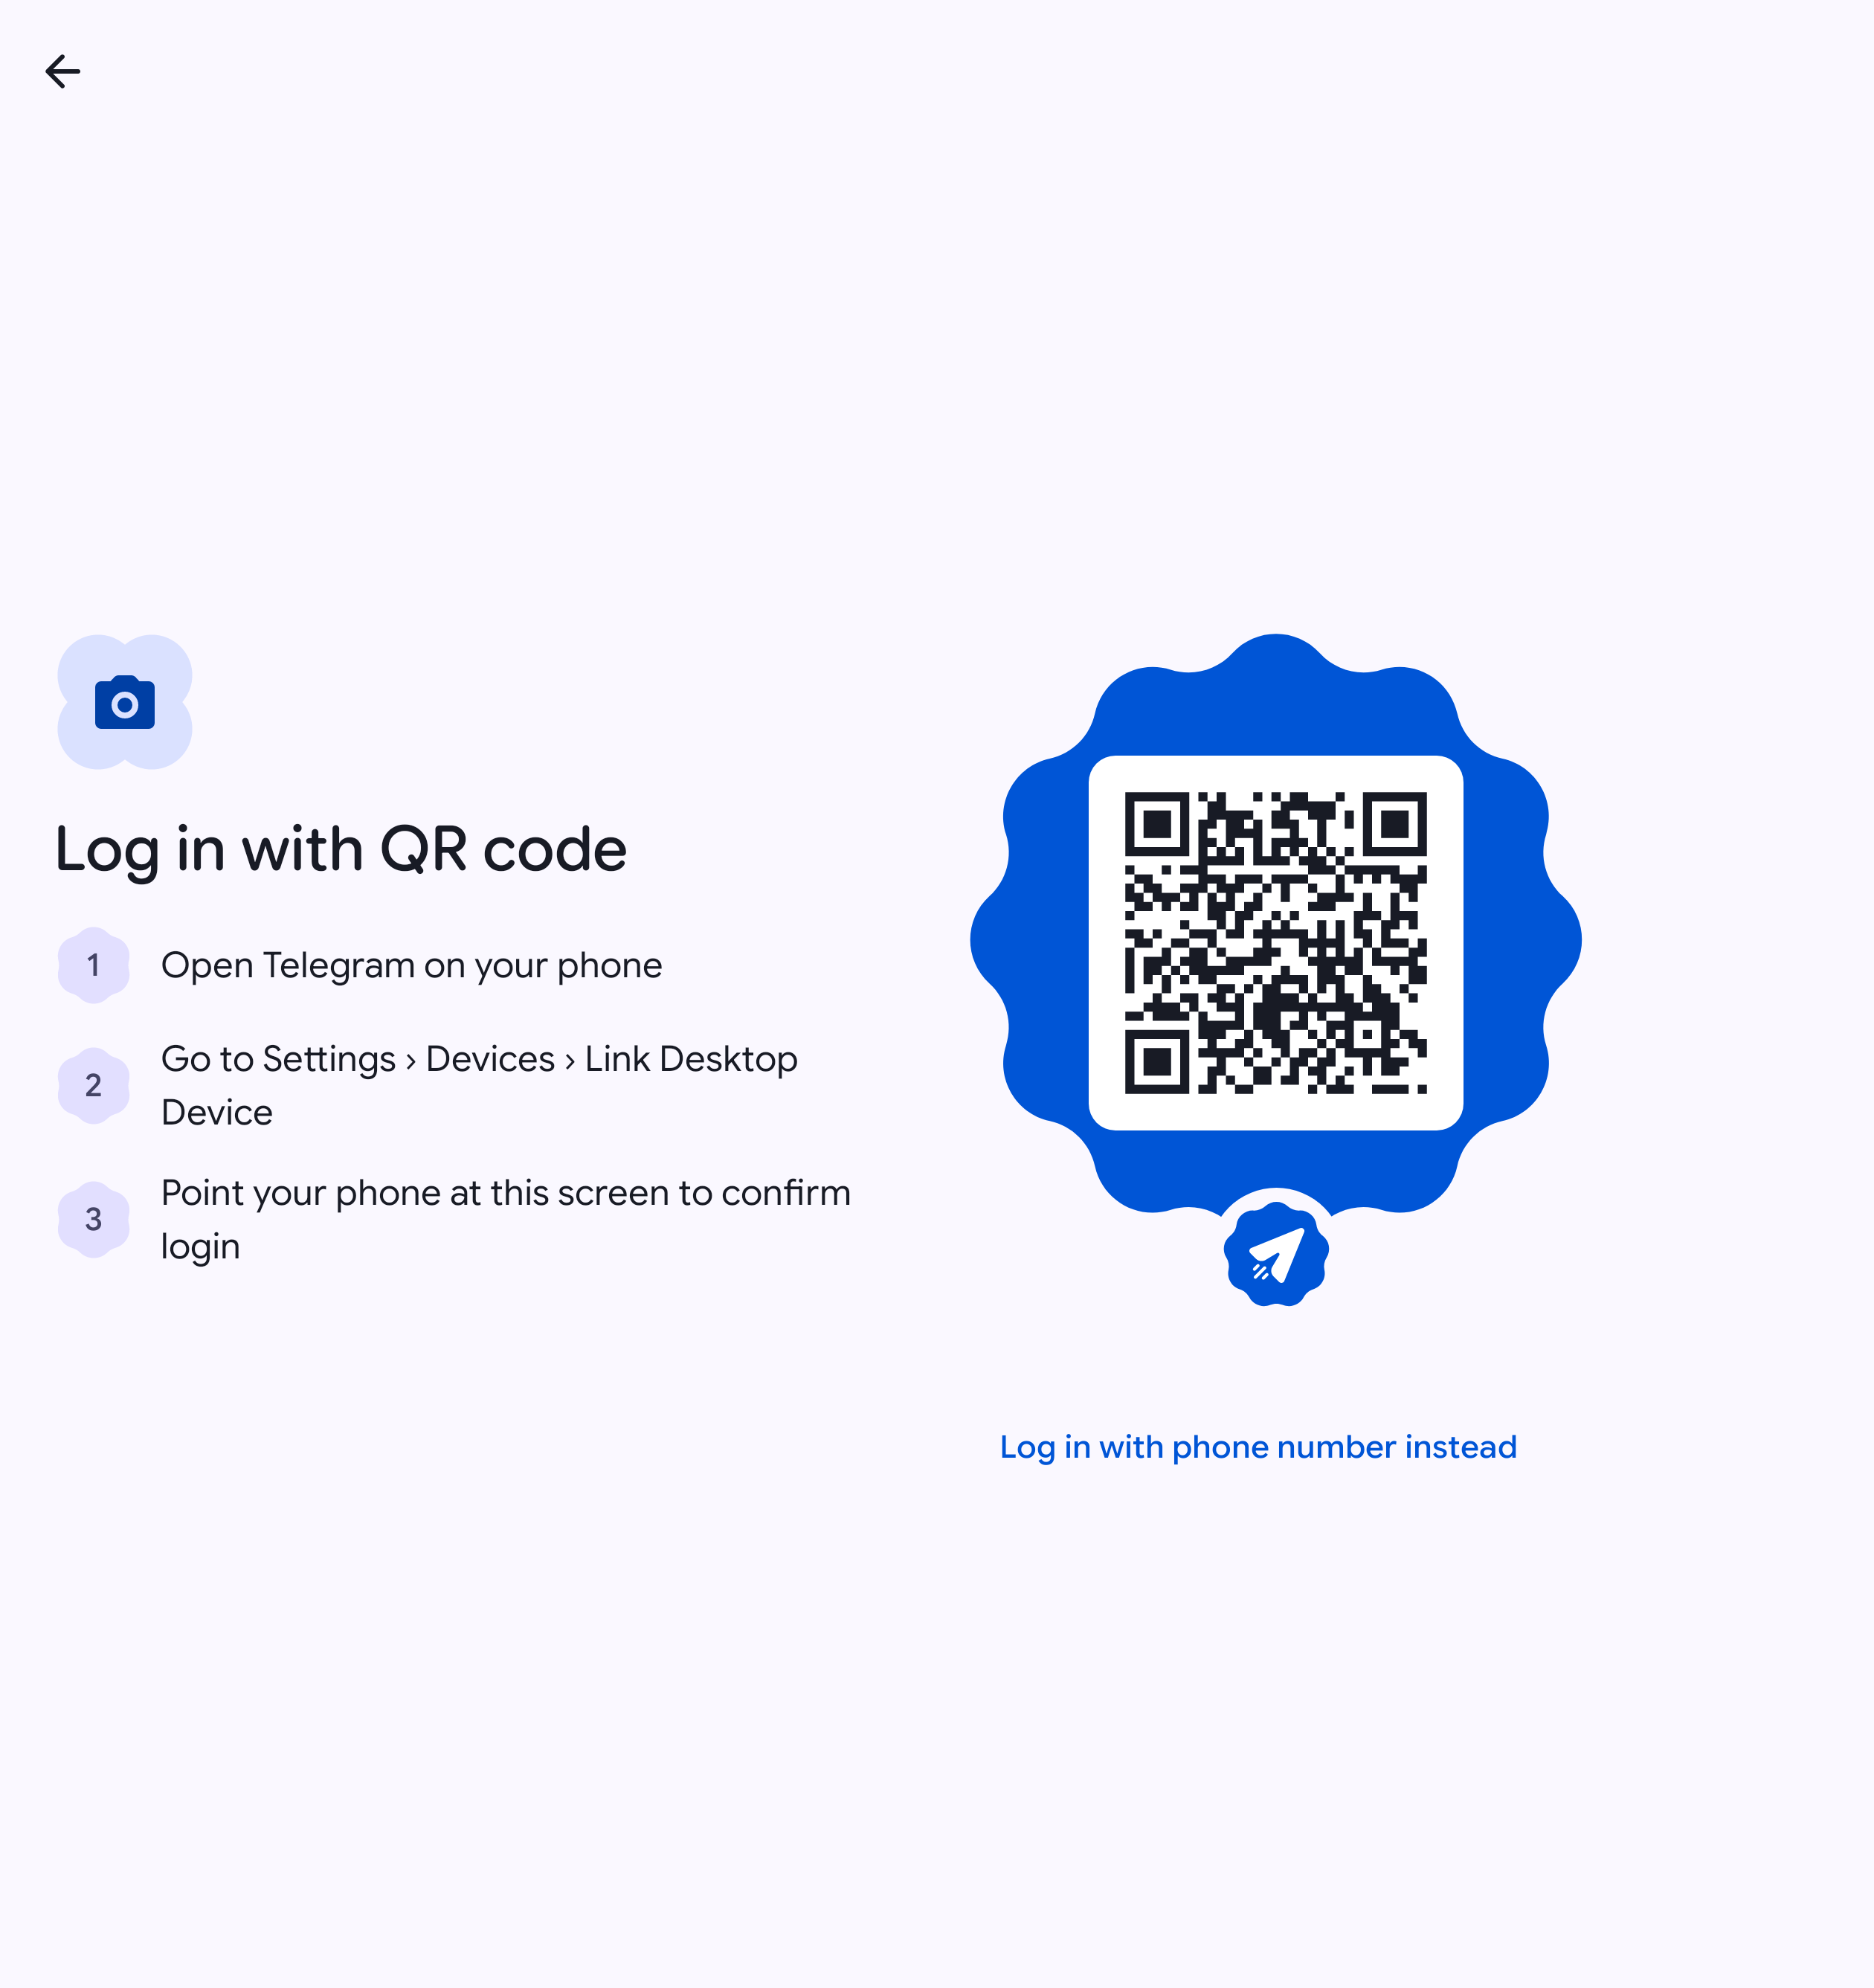 Log in with QR code
1
Open Telegram on your phone
2
Go to Settings › Devices › Link Desktop
Device
3
Point your phone at this screen to confirm
login
Log in with phone number instead